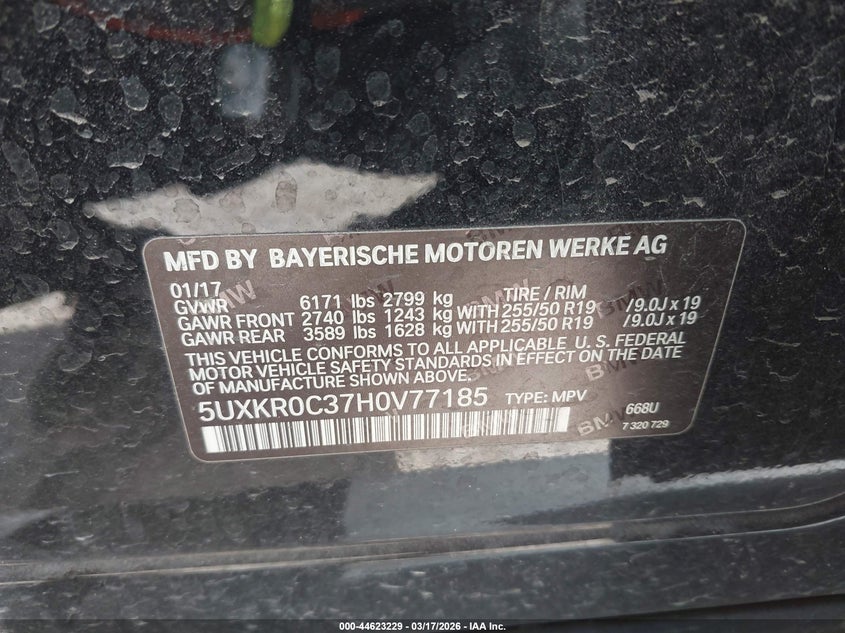 MFD BY BAYERISCHE MOTOREN WERKE AG
01/17 TIRE / RIM
GVWR 6171 lbs 2799 kg
GAWR FRONT 2740 lbs 1243 kg WITH 255/50 R19 /9.0J x 19
GAWR REAR 3589 lbs 1628 kg WITH 255/50 R19 /9.0J x 19
THIS VEHICLE CONFORMS TO ALL APPLICABLE U.S. FEDERAL
MOTOR VEHICLE SAFETY STANDARDS IN EFFECT ON THE DATE
OF MANUFACTURE SHOWN ABOVE.
5UXKR0C37H0V77185 TYPE: MPV
668U
7 320 729
000-44623229 - 03/17/2026 - IAA Inc.